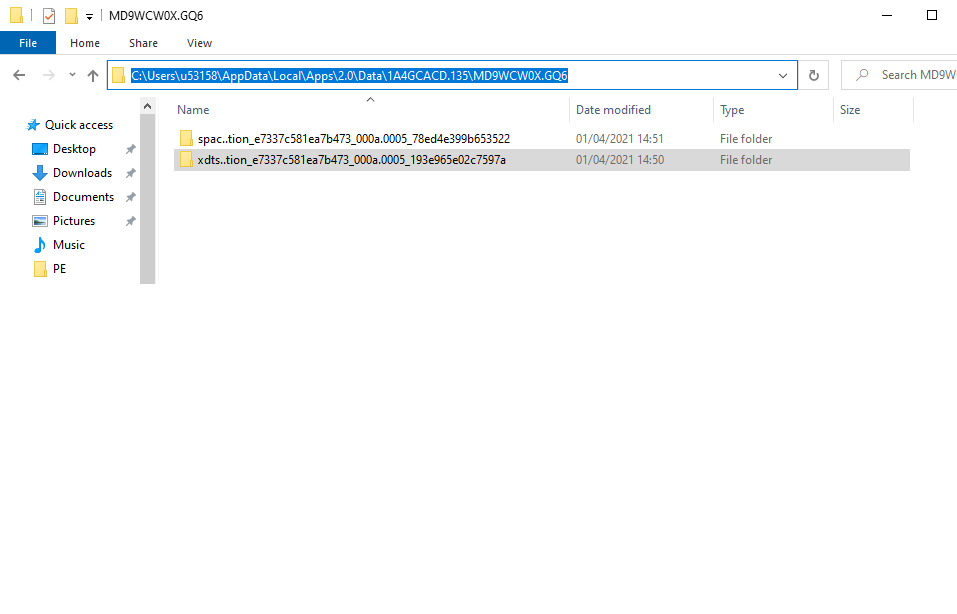 MD9WCW0X.GQ6
File Home Share View
C:\Users\u53158\AppData\Local\Apps\2.0\Data\1A4GCACD.135\MD9WCW0X.GQ6
Search MD9W
Name Date modified Type Size
Quick access
Desktop
Downloads
Documents
Pictures
Music
PE
spac..tion_e7337c581ea7b473_000a.0005_78ed4e399b653522 01/04/2021 14:51 File folder
xdts..tion_e7337c581ea7b473_000a.0005_193e965e02c7597a 01/04/2021 14:50 File folder